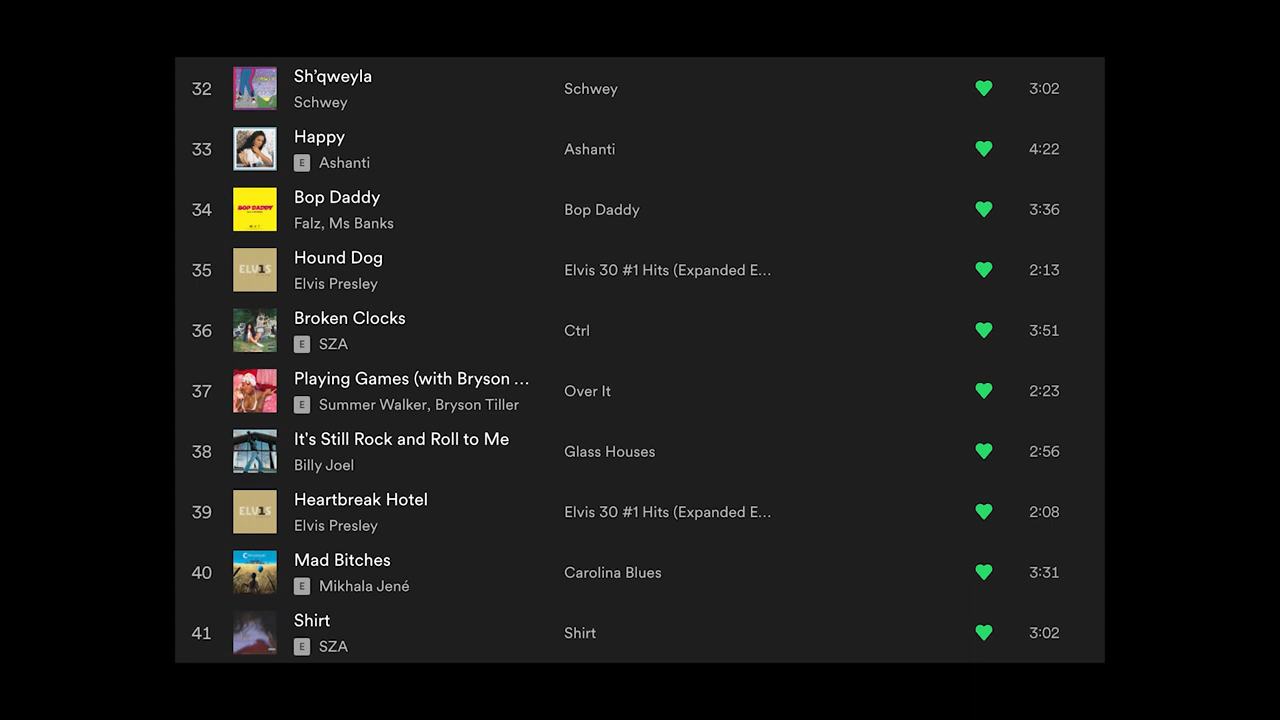 32
Sh'qweyla
Schwey
Schwey
3:02
33
Happy
E Ashanti
Ashanti
4:22
34
BOP DADDY
Bop Daddy
Falz, Ms Banks
Bop Daddy
3:36
35
ELV1S
Hound Dog
Elvis Presley
Elvis 30 #1 Hits (Expanded E...
2:13
36
Broken Clocks
E SZA
Ctrl
3:51
37
Playing Games (with Bryson ...
E Summer Walker, Bryson Tiller
Over It
2:23
38
It's Still Rock and Roll to Me
Billy Joel
Glass Houses
2:56
39
ELV1S
Heartbreak Hotel
Elvis Presley
Elvis 30 #1 Hits (Expanded E...
2:08
40
Mad Bitches
E Mikhala Jené
Carolina Blues
3:31
41
Shirt
E SZA
Shirt
3:02